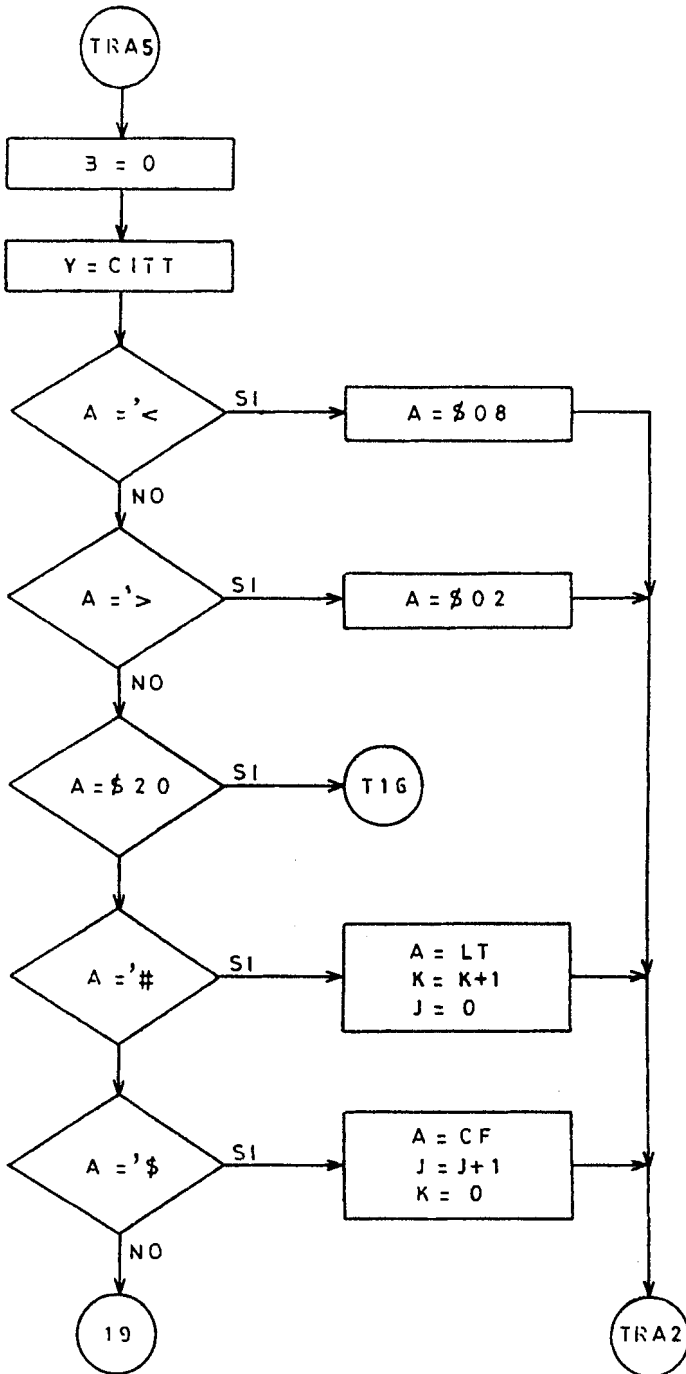 TRA5
B = 0
Y = CITT
A ='<
SI
A = $08
NO
A ='>
SI
A = $02
NO
A = $20
SI
T16
A ='#
SI
A = LT
K = K+1
J = 0
A ='$
SI
A = CF
J = J+1
K = 0
NO
19
TRA2